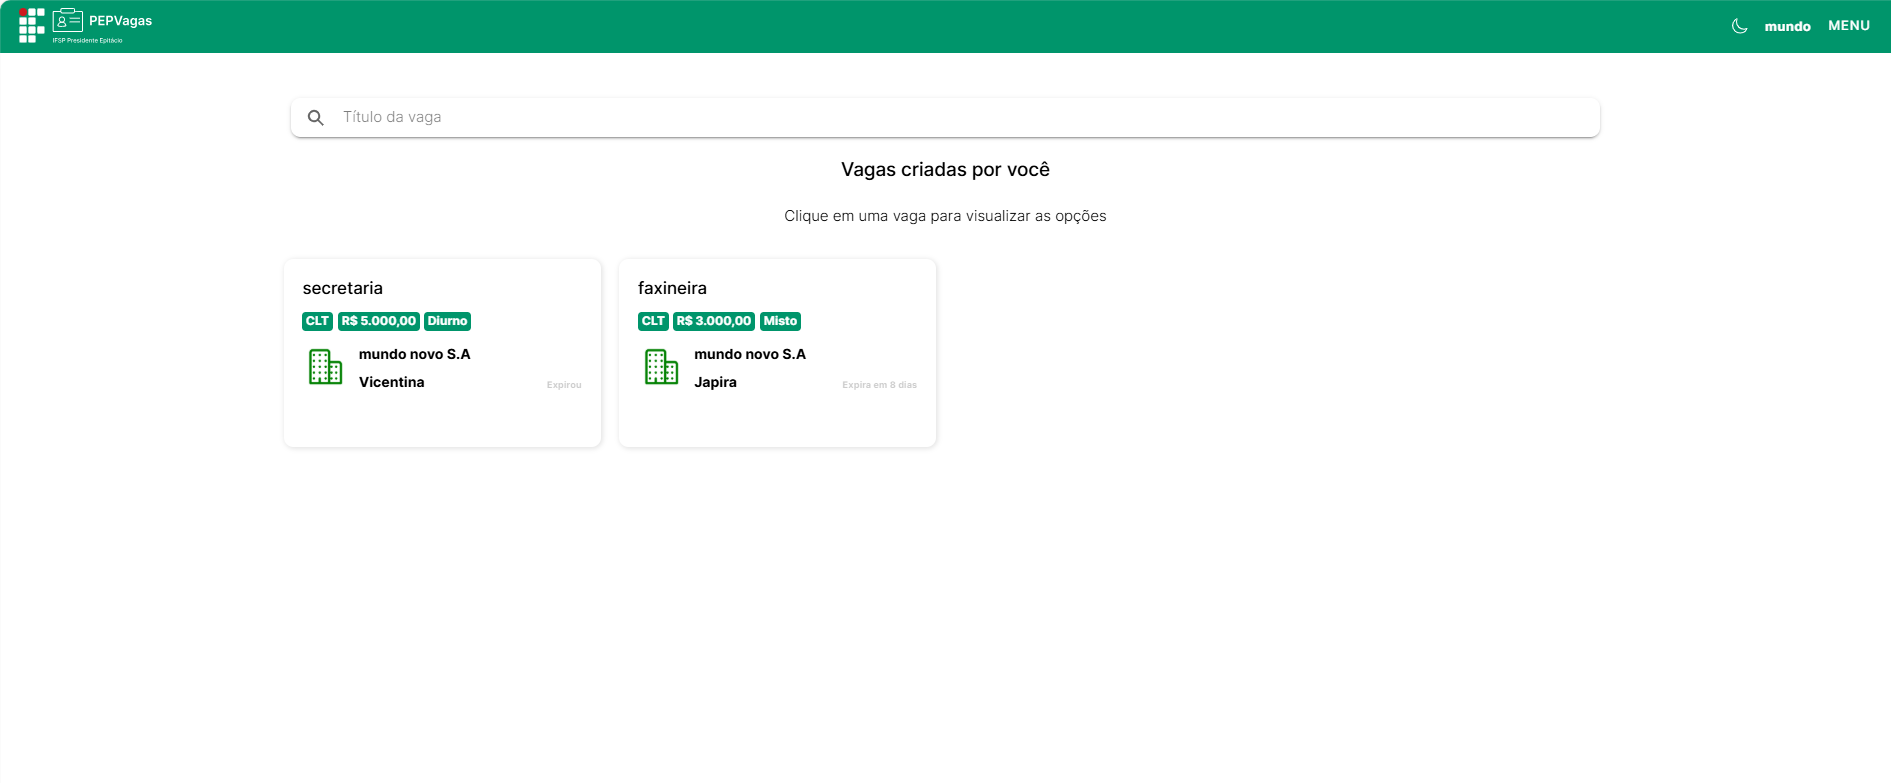 PEPVagas
IFSP Presidente Epitácio
mundo MENU
Título da vaga
Vagas criadas por você
Clique em uma vaga para visualizar as opções
secretaria
CLT R$ 5.000,00 Diurno
mundo novo S.A
Vicentina
Expirou
faxineira
CLT R$ 3.000,00 Misto
mundo novo S.A
Japira
Expira em 8 dias